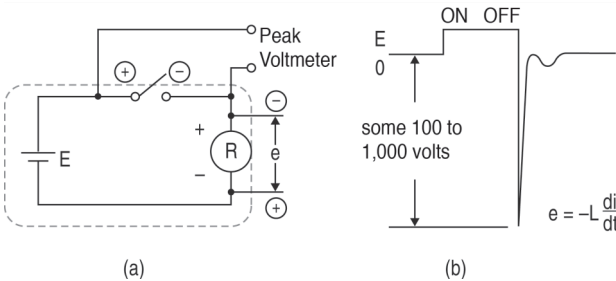 Peak
Voltmeter
+
−
−
+
E
R
−
e
+
(a)
ON OFF
E
0
some 100 to
1,000 volts
e = −L di/dt
(b)